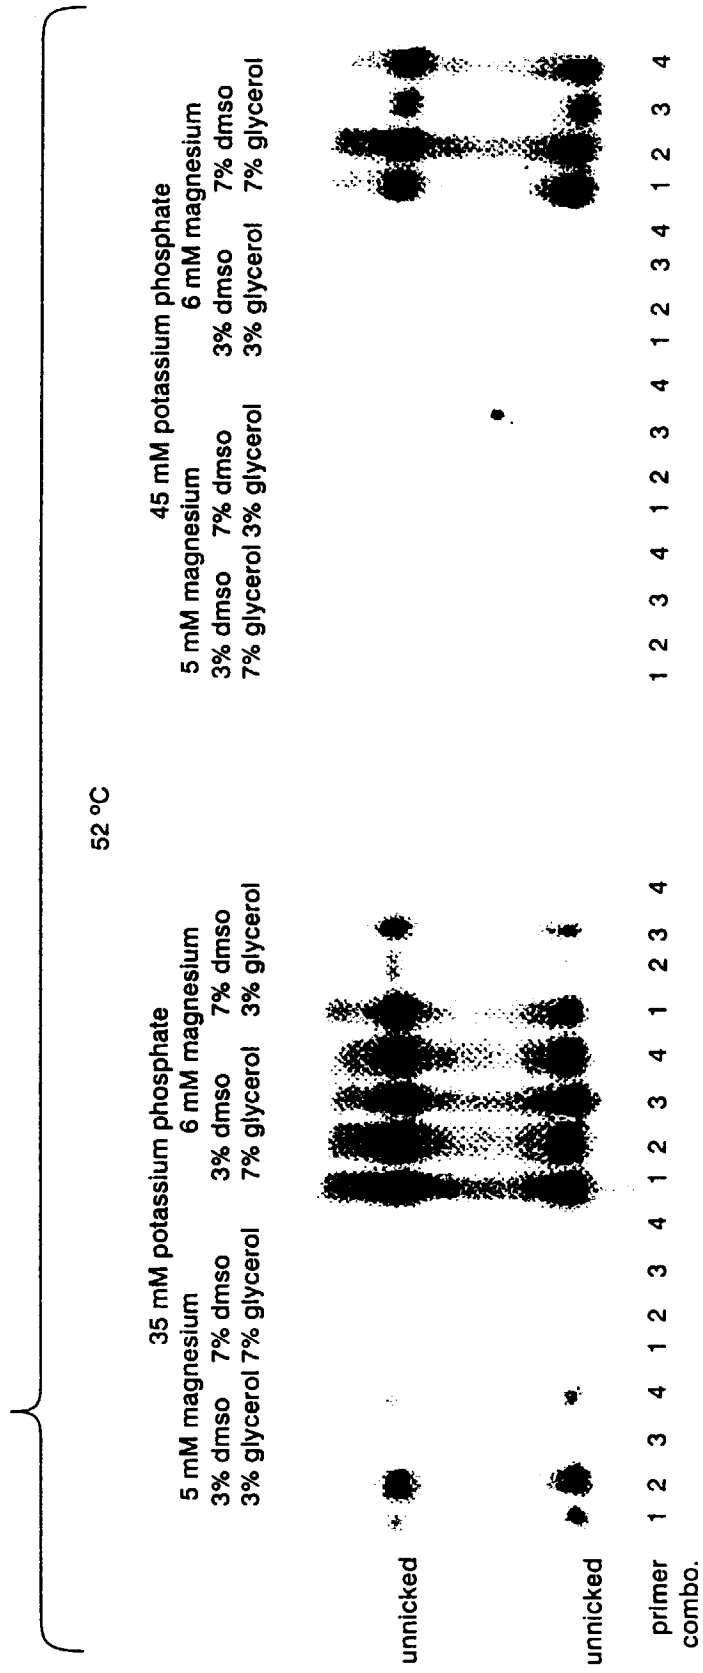 52 ºC
35 mM potassium phosphate
45 mM potassium phosphate
5 mM magnesium
6 mM magnesium
5 mM magnesium
6 mM magnesium
3% dmso 7% dmso
3% dmso 7% dmso
3% dmso 7% dmso
3% dmso 7% dmso
3% glycerol 7% glycerol
7% glycerol 3% glycerol
7% glycerol 3% glycerol
3% glycerol 7% glycerol
unnicked
unnicked
primer 1 2 3 4 1 2 3 4 1 2 3 4 1 2 3 4 1 2 3 4 1 2 3 4 1 2 3 4 1 2 3 4
combo.